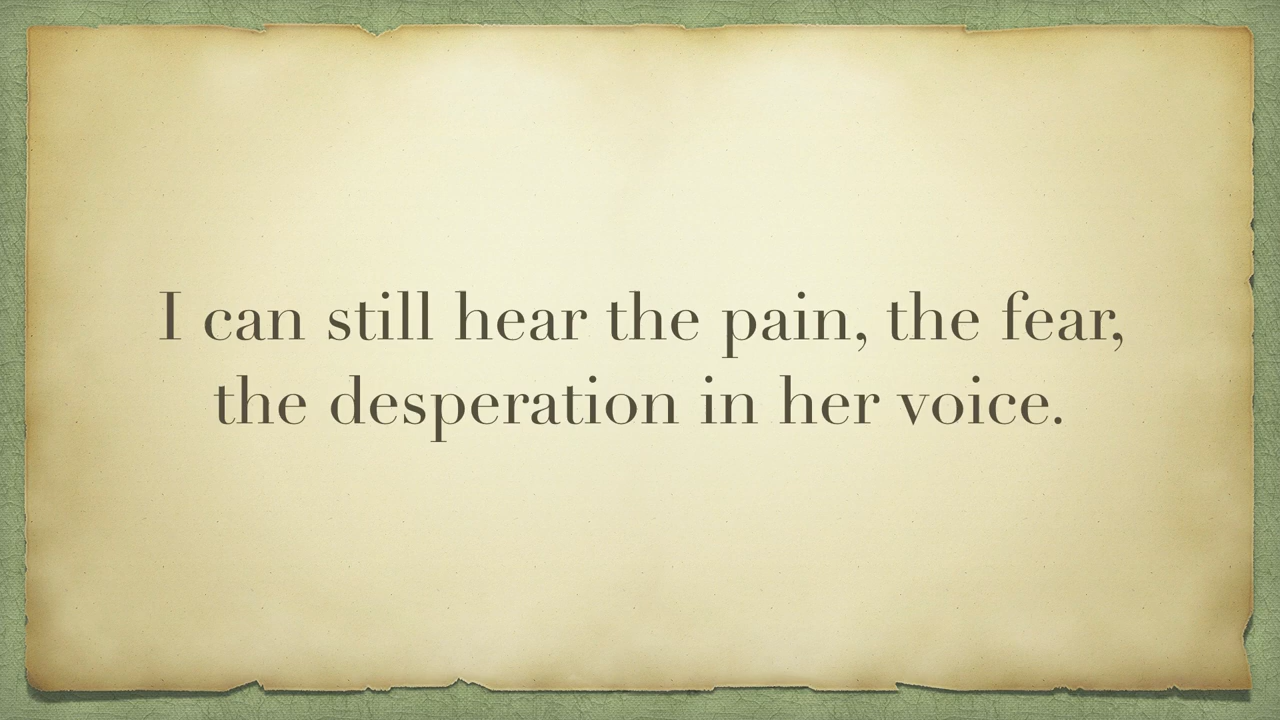 I can still hear the pain, the fear,
the desperation in her voice.